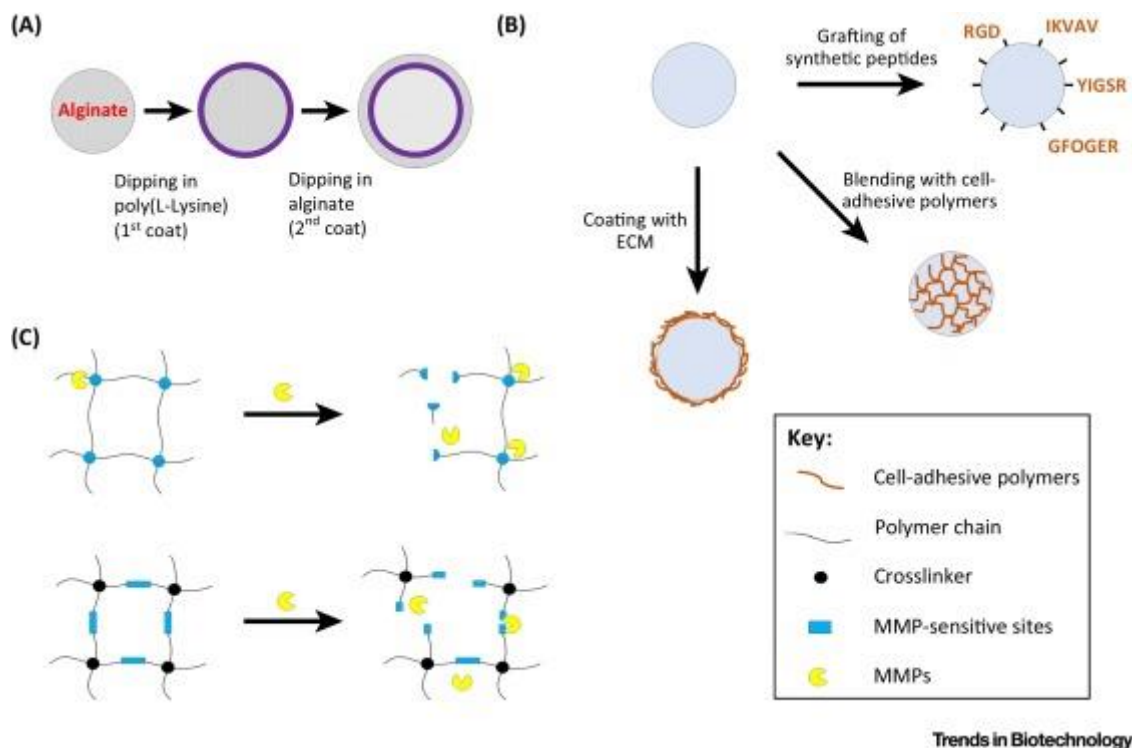 (A)
Alginate
Dipping in
poly(L-Lysine)
(1st coat)
Dipping in
alginate
(2nd coat)
(B)
Grafting of
synthetic peptides
RGD
IKVAV
YIGSR
GFOGER
Blending with cell-
adhesive polymers
Coating with
ECM
(C)
Key:
Cell-adhesive polymers
Polymer chain
Crosslinker
MMP-sensitive sites
MMPs
Trends in Biotechnology